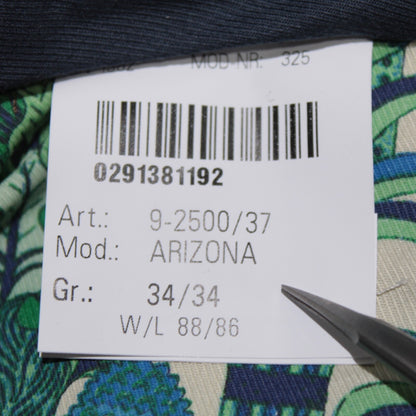 MOD-NR: 325
0291381192
Art.: 9-2500/37
Mod.: ARIZONA
Gr.: 34/34
W/L 88/86